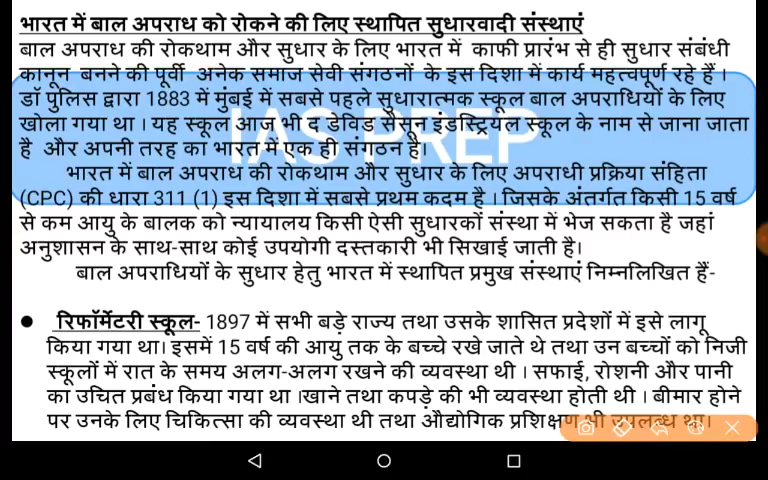 भारत में बाल अपराध को रोकने की लिए स्थापित सुधारवादी संस्थाएं
बाल अपराध की रोकथाम और सुधार के लिए भारत में काफी प्रारंभ से ही सुधार संबंधी
कानून बनने की पूर्वी अनेक समाज सेवी संगठनों के इस दिशा में कार्य महत्वपूर्ण रहे हैं ।
डॉ पुलिस द्वारा 1883 में मुंबई में सबसे पहले सुधारात्मक स्कूल बाल अपराधियों के लिए
खोला गया था । यह स्कूल आज भी द डेविड सैसून इंडस्ट्रियल स्कूल के नाम से जाना जाता
है और अपनी तरह का भारत में एक ही संगठन है।
IAS PREP
भारत में बाल अपराध की रोकथाम और सुधार के लिए अपराधी प्रक्रिया संहिता
(CPC) की धारा 311 (1) इस दिशा में सबसे प्रथम कदम है । जिसके अंतर्गत किसी 15 वर्ष
से कम आयु के बालक को न्यायालय किसी ऐसी सुधारकों संस्था में भेज सकता है जहां
अनुशासन के साथ-साथ कोई उपयोगी दस्तकारी भी सिखाई जाती है।
बाल अपराधियों के सुधार हेतु भारत में स्थापित प्रमुख संस्थाएं निम्नलिखित हैं-
रिफॉर्मेटरी स्कूल- 1897 में सभी बड़े राज्य तथा उसके शासित प्रदेशों में इसे लागू
किया गया था। इसमें 15 वर्ष की आयु तक के बच्चे रखे जाते थे तथा उन बच्चों को निजी
स्कूलों में रात के समय अलग-अलग रखने की व्यवस्था थी । सफाई, रोशनी और पानी
का उचित प्रबंध किया गया था ।खाने तथा कपड़े की भी व्यवस्था होती थी । बीमार होने
पर उनके लिए चिकित्सा की व्यवस्था थी तथा औद्योगिक प्रशिक्षण भी उपलब्ध था।